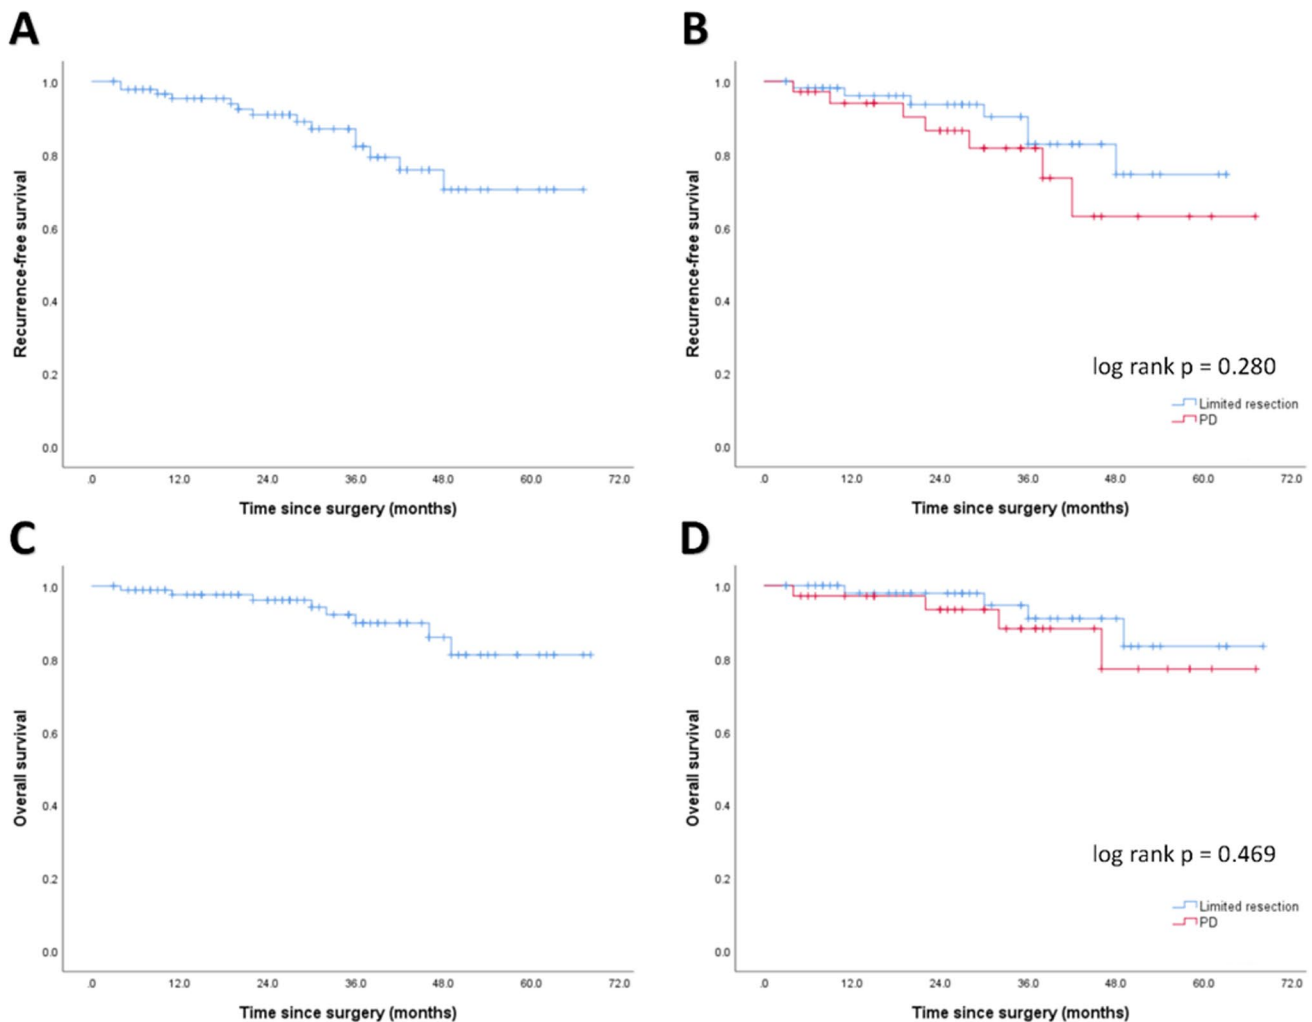 A
1.0
0.8
0.6
0.4
0.2
0.0
Recurrence-free survival
.0 12.0 24.0 36.0 48.0 60.0 72.0
Time since surgery (months)
B
1.0
0.8
0.6
0.4
0.2
0.0
Recurrence-free survival
log rank p = 0.280
Limited resection
PD
.0 12.0 24.0 36.0 48.0 60.0 72.0
Time since surgery (months)
C
1.0
0.8
0.6
0.4
0.2
0.0
Overall survival
.0 12.0 24.0 36.0 48.0 60.0 72.0
Time since surgery (months)
D
1.0
0.8
0.6
0.4
0.2
0.0
Overall survival
log rank p = 0.469
Limited resection
PD
.0 12.0 24.0 36.0 48.0 60.0 72.0
Time since surgery (months)